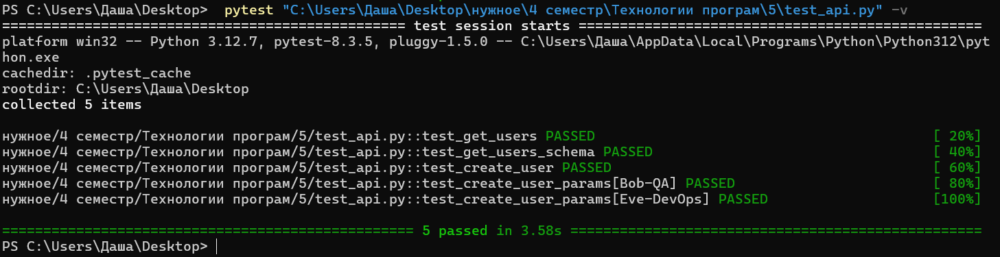 PS C:\Users\Даша\Desktop>  pytest "C:\Users\Даша\Desktop\нужное\4 семестр\Технологии програм\5\test_api.py" -v
================================================= test session starts =================================================
platform win32 -- Python 3.12.7, pytest-8.3.5, pluggy-1.5.0 -- C:\Users\Даша\AppData\Local\Programs\Python\Python312\pyt
hon.exe
cachedir: .pytest_cache
rootdir: C:\Users\Даша\Desktop
collected 5 items

нужное/4 семестр/Технологии програм/5/test_api.py::test_get_users PASSED [ 20%]
нужное/4 семестр/Технологии програм/5/test_api.py::test_get_users_schema PASSED [ 40%]
нужное/4 семестр/Технологии програм/5/test_api.py::test_create_user PASSED [ 60%]
нужное/4 семестр/Технологии програм/5/test_api.py::test_create_user_params[Bob-QA] PASSED [ 80%]
нужное/4 семестр/Технологии програм/5/test_api.py::test_create_user_params[Eve-DevOps] PASSED [100%]

================================================== 5 passed in 3.58s ==================================================
PS C:\Users\Даша\Desktop>